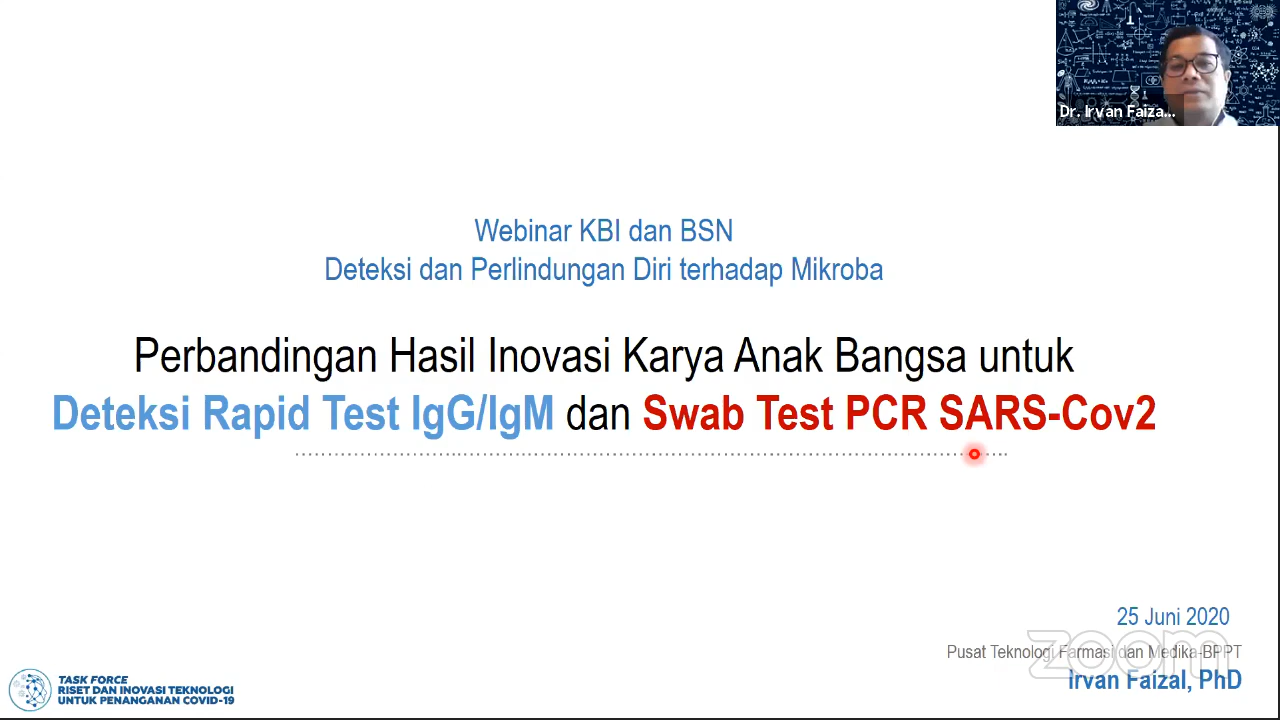 Dr. Irvan Faiza...
Webinar KBI dan BSN
Deteksi dan Perlindungan Diri terhadap Mikroba
Perbandingan Hasil Inovasi Karya Anak Bangsa untuk
Deteksi Rapid Test IgG/IgM dan Swab Test PCR SARS-Cov2
25 Juni 2020
Pusat Teknologi Farmasi dan Medika-BPPT
zoom
Irvan Faizal, PhD
TASK FORCE
RISET DAN INOVASI TEKNOLOGI
UNTUK PENANGANAN COVID-19